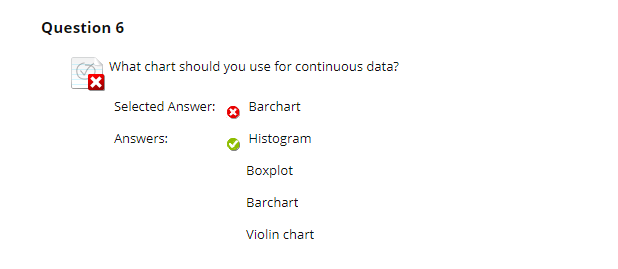 Question 6
What chart should you use for continuous data?
Selected Answer: Barchart
Answers: Histogram
Boxplot
Barchart
Violin chart